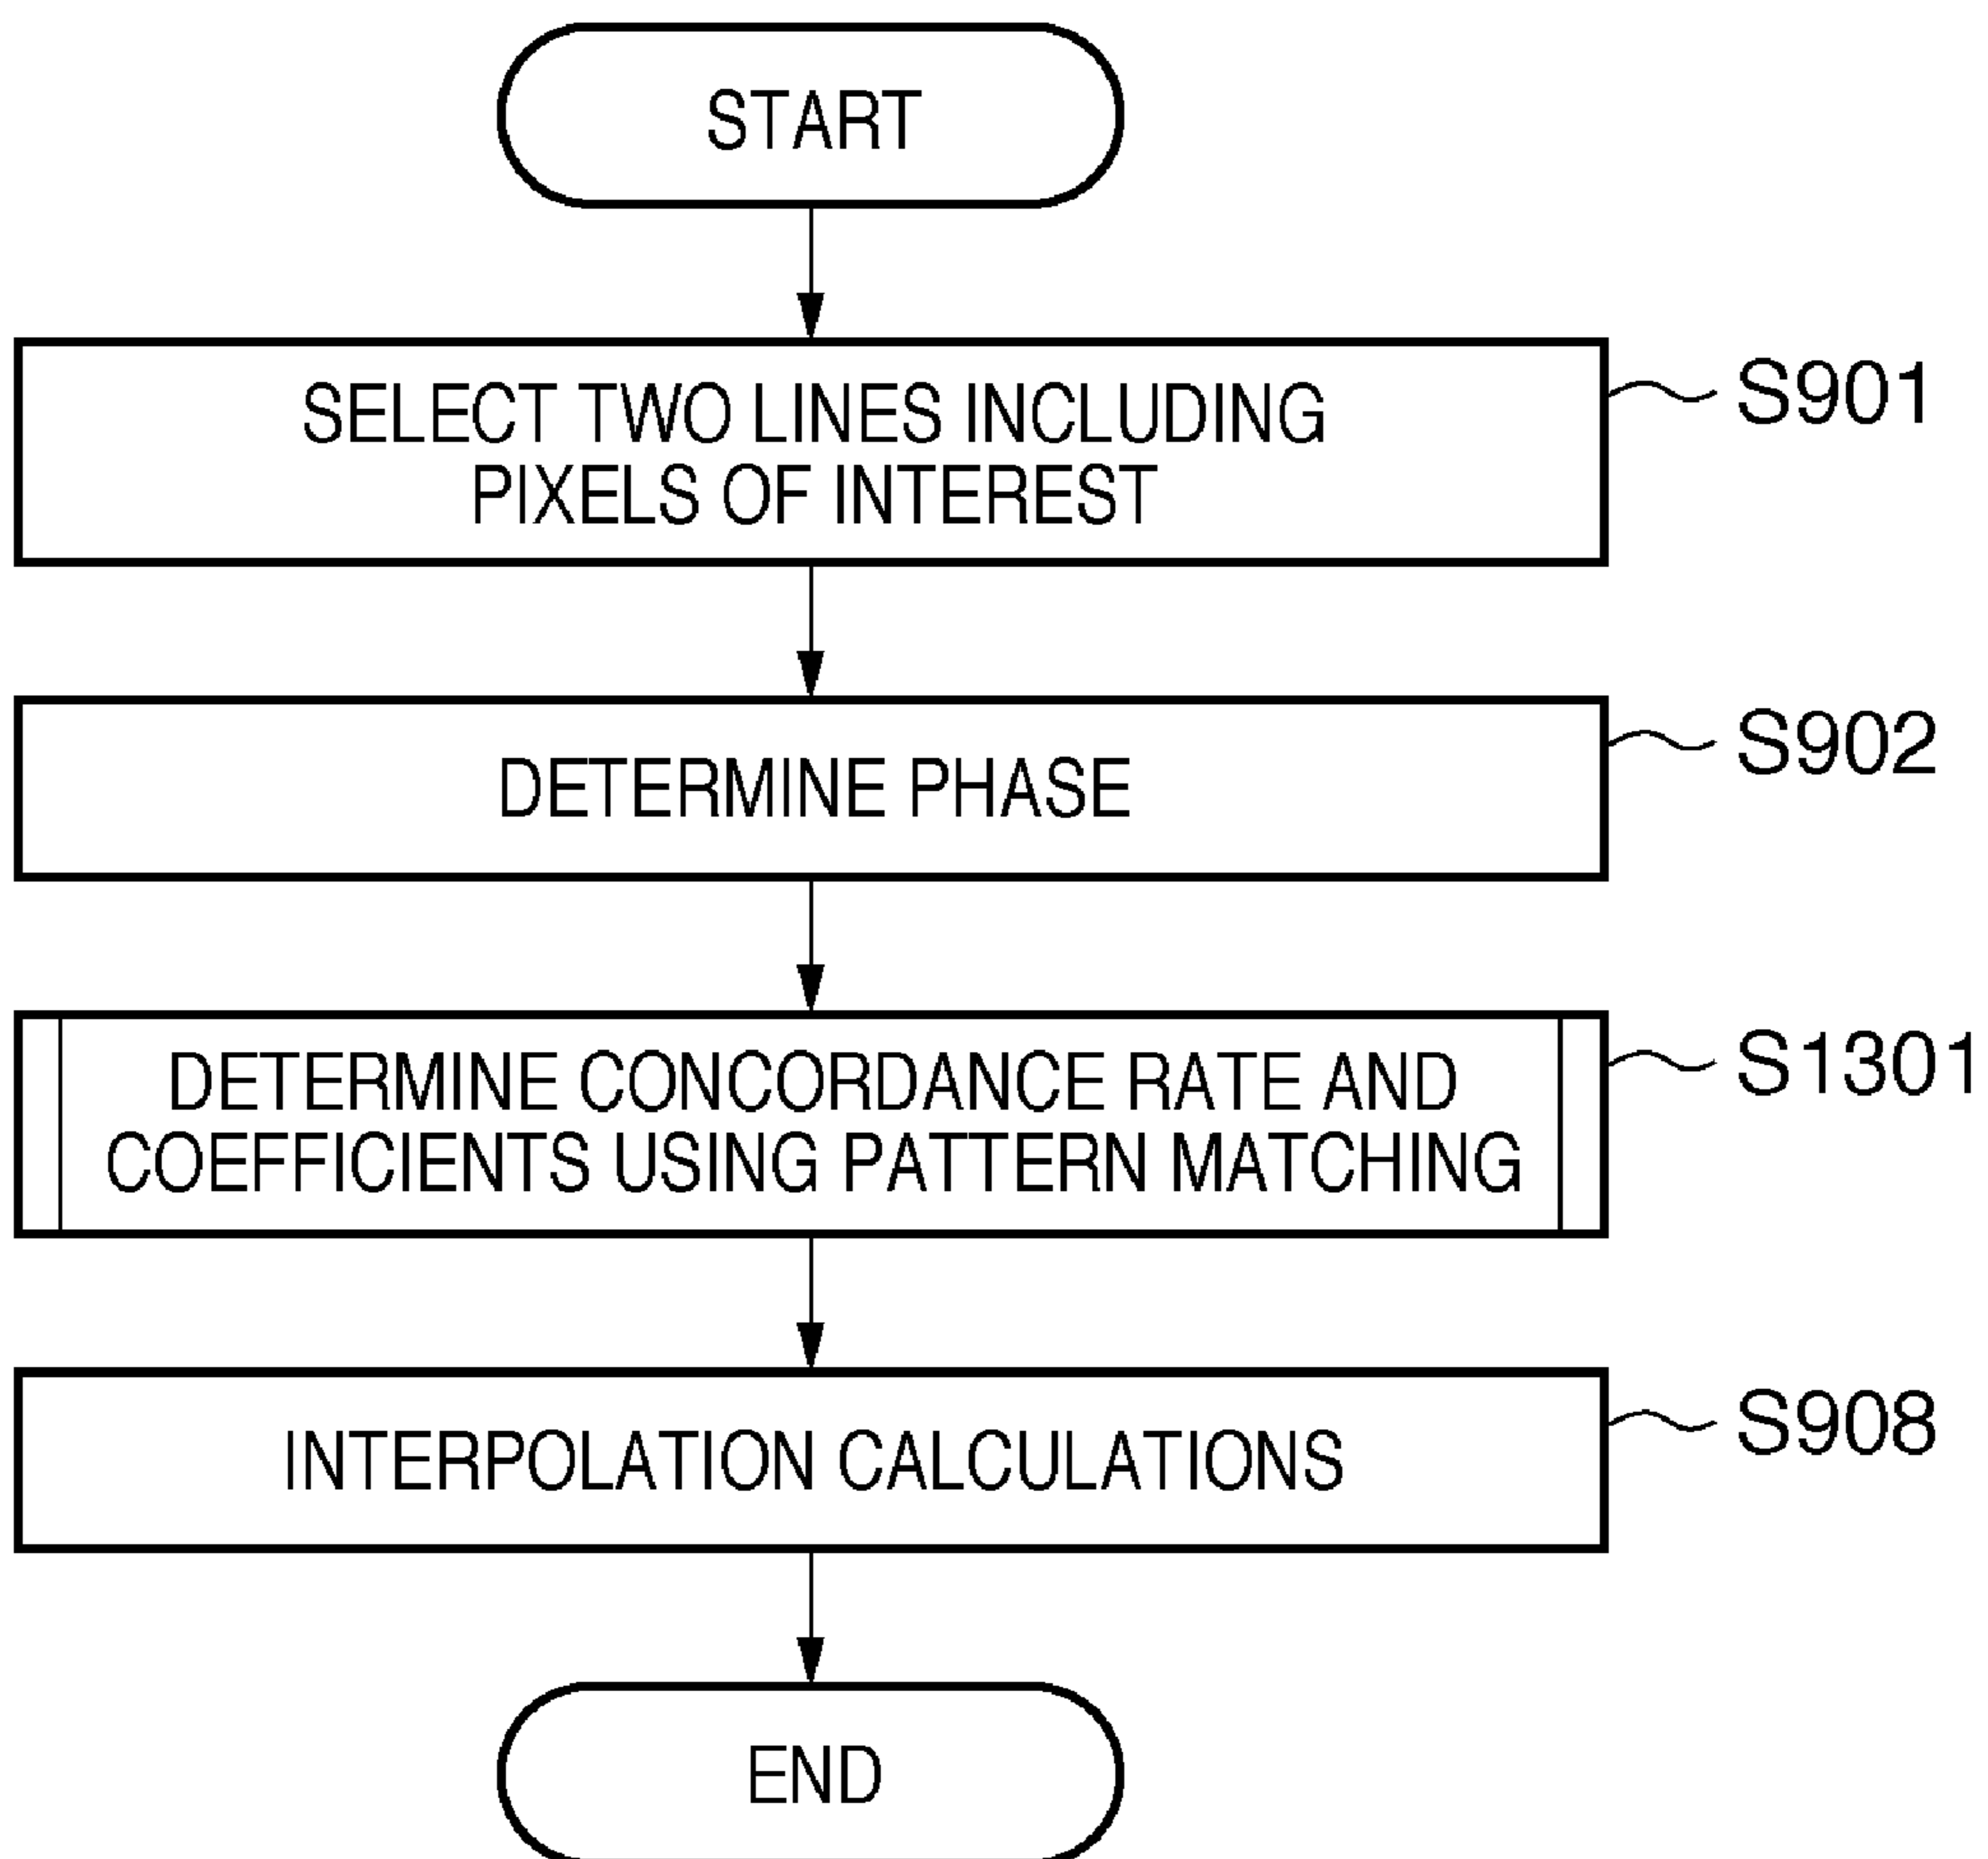 START
SELECT TWO LINES INCLUDING
PIXELS OF INTEREST
S901
DETERMINE PHASE
S902
DETERMINE CONCORDANCE RATE AND
COEFFICIENTS USING PATTERN MATCHING
S1301
INTERPOLATION CALCULATIONS
S908
END